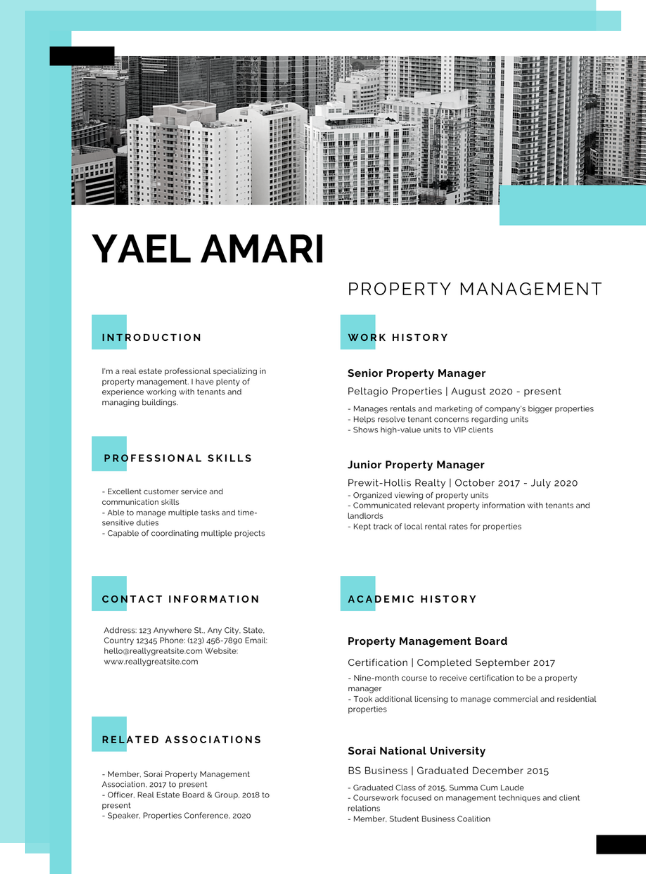 YAEL AMARI
PROPERTY MANAGEMENT
INTRODUCTION
I'm a real estate professional specializing in
property management. I have plenty of
experience working with tenants and
managing buildings.
PROFESSIONAL SKILLS
- Excellent customer service and
communication skills
- Able to manage multiple tasks and time-
sensitive duties
- Capable of coordinating multiple projects
CONTACT INFORMATION
Address: 123 Anywhere St., Any City, State,
Country 12345 Phone: (123) 456-7890 Email:
hello@reallygreatsite.com Website:
www.reallygreatsite.com
RELATED ASSOCIATIONS
- Member, Sorai Property Management
Association, 2017 to present
- Officer, Real Estate Board & Group, 2018 to
present
- Speaker, Properties Conference, 2020
WORK HISTORY
Senior Property Manager
Peltagio Properties | August 2020 - present
- Manages rentals and marketing of company's bigger properties
- Helps resolve tenant concerns regarding units
- Shows high-value units to VIP clients
Junior Property Manager
Prewit-Hollis Realty | October 2017 - July 2020
- Organized viewing of property units
- Communicated relevant property information with tenants and
landlords
- Kept track of local rental rates for properties
ACADEMIC HISTORY
Property Management Board
Certification | Completed September 2017
- Nine-month course to receive certification to be a property
manager
- Took additional licensing to manage commercial and residential
properties
Sorai National University
BS Business | Graduated December 2015
- Graduated Class of 2015, Summa Cum Laude
- Coursework focused on management techniques and client
relations
- Member, Student Business Coalition